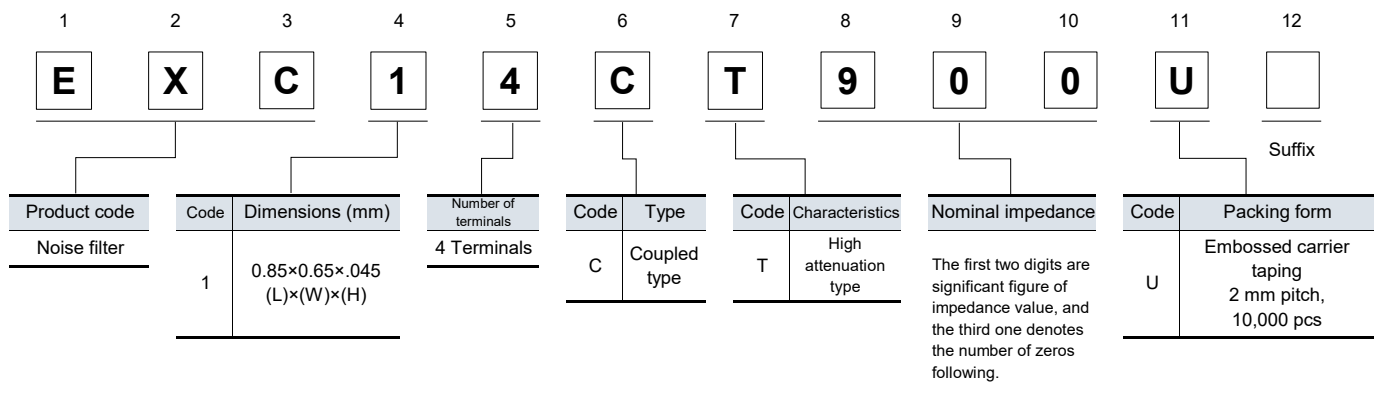 1 2 3 4 5 6 7 8 9 10 11 12
E X C 1 4 C T 9 0 0 U
Suffix
Product code
Noise filter
Code Dimensions (mm)
1
0.85×0.65×.045
(L)×(W)×(H)
Number of
terminals
4 Terminals
Code Type
C
Coupled
type
Code Characteristics
T
High
attenuation
type
Nominal impedance
The first two digits are
significant figure of
impedance value, and
the third one denotes
the number of zeros
following.
Code Packing form
U
Embossed carrier
taping
2 mm pitch,
10,000 pcs